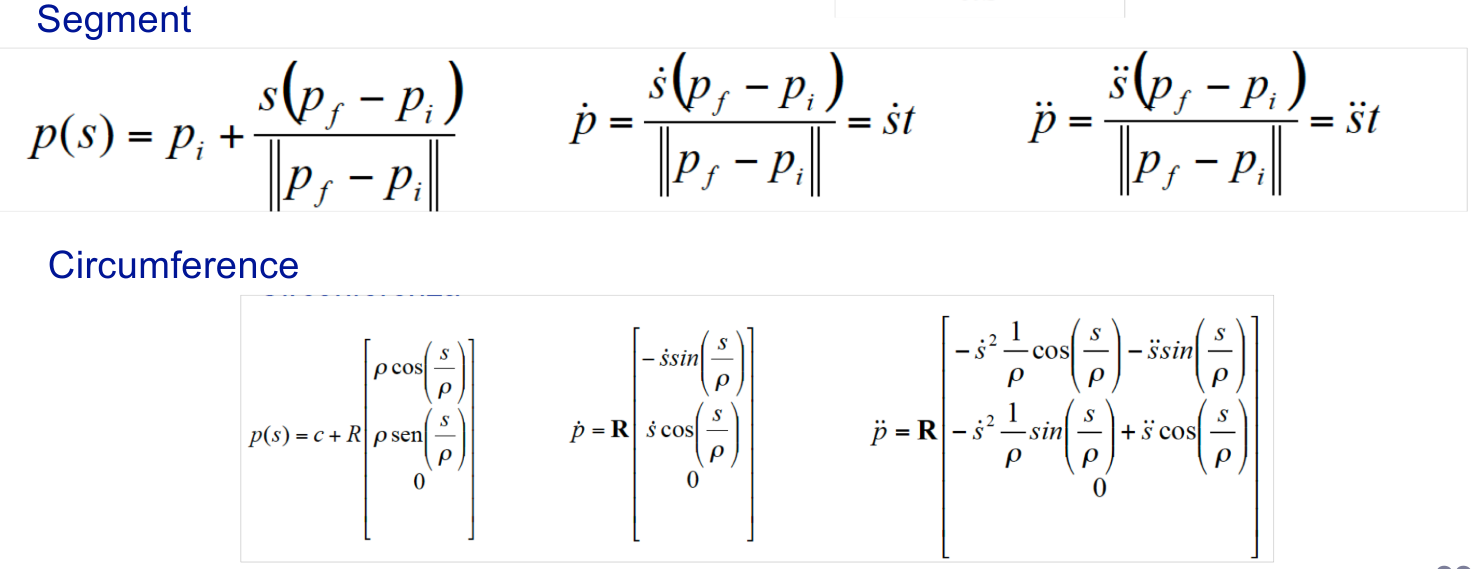 Segment
p(s) = p_i + s(p_f − p_i) / ‖p_f − p_i‖    ṗ = ṡ(p_f − p_i) / ‖p_f − p_i‖ = ṡt    p̈ = s̈(p_f − p_i) / ‖p_f − p_i‖ = s̈t
Circumference
p(s) = c + R [ρ cos(s/ρ) ; ρ sen(s/ρ) ; 0]    ṗ = R [− ṡsin(s/ρ) ; ṡ cos(s/ρ) ; 0]    p̈ = R [− ṡ² 1/ρ cos(s/ρ) − s̈sin(s/ρ) ; − ṡ² 1/ρ sin(s/ρ) + s̈ cos(s/ρ) ; 0]